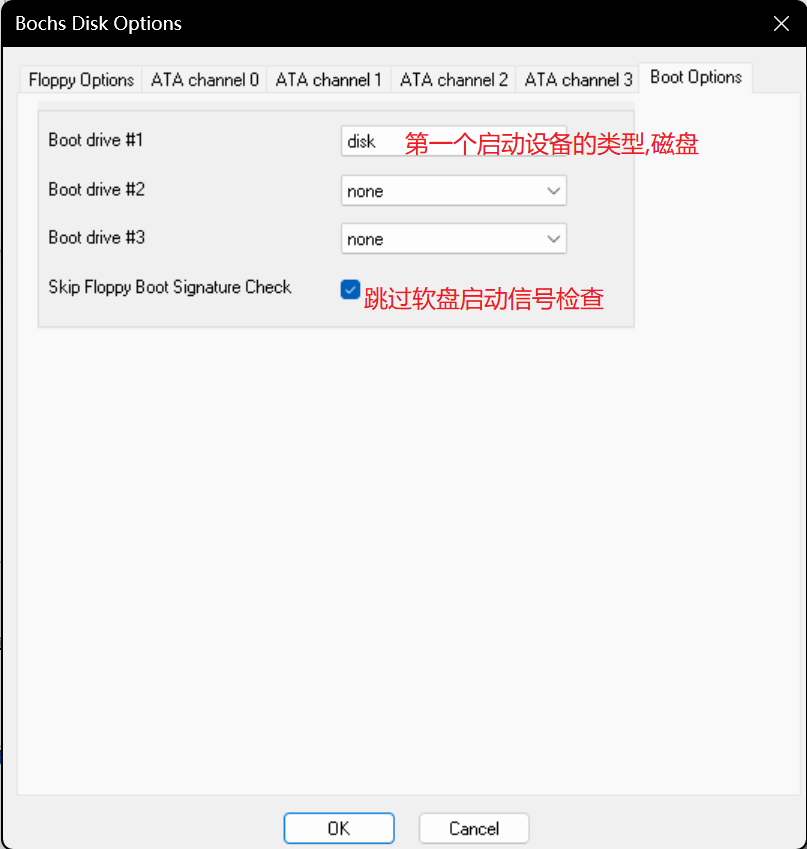 Bochs Disk Options
Floppy Options ATA channel 0 ATA channel 1 ATA channel 2 ATA channel 3 Boot Options
Boot drive #1 disk 第一个启动设备的类型,磁盘
Boot drive #2 none
Boot drive #3 none
Skip Floppy Boot Signature Check 跳过软盘启动信号检查
OK Cancel